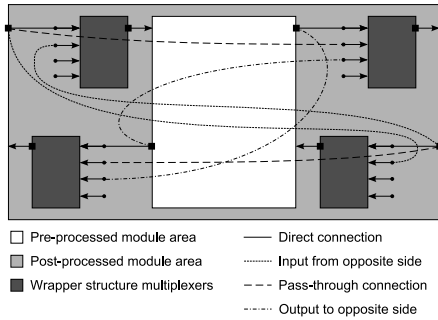 Pre-processed module area
Post-processed module area
Wrapper structure multiplexers
Direct connection
Input from opposite side
Pass-through connection
Output to opposite side